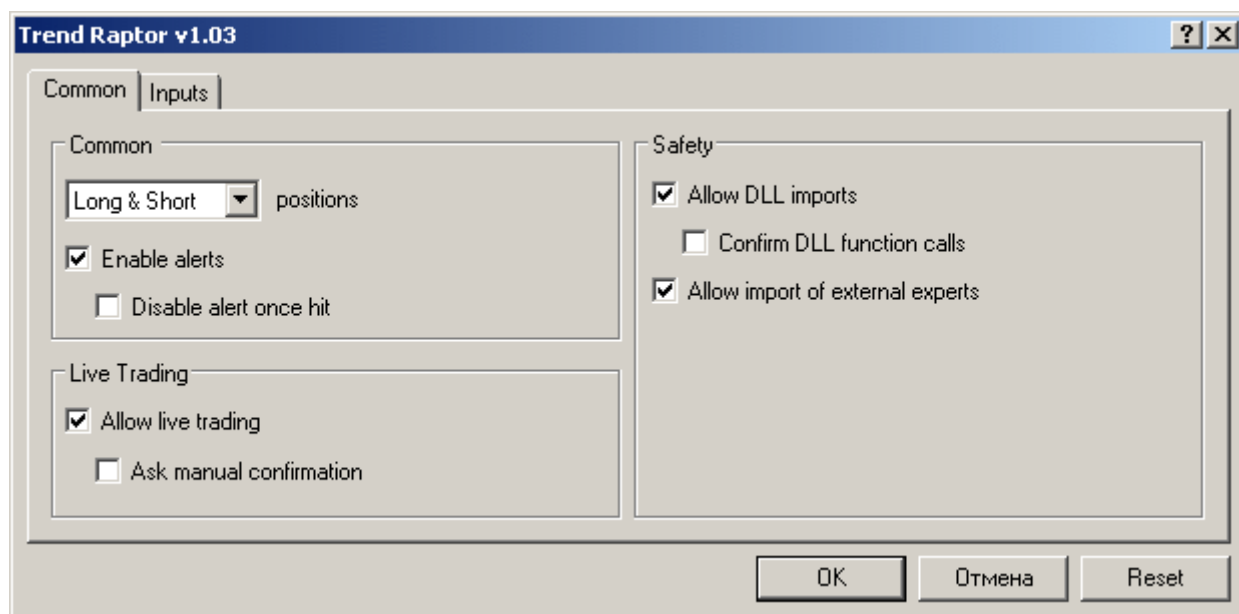 Trend Raptor v1.03
Common
Inputs
Common
Long & Short
positions
Enable alerts
Disable alert once hit
Live Trading
Allow live trading
Ask manual confirmation
Safety
Allow DLL imports
Confirm DLL function calls
Allow import of external experts
OK
Отмена
Reset